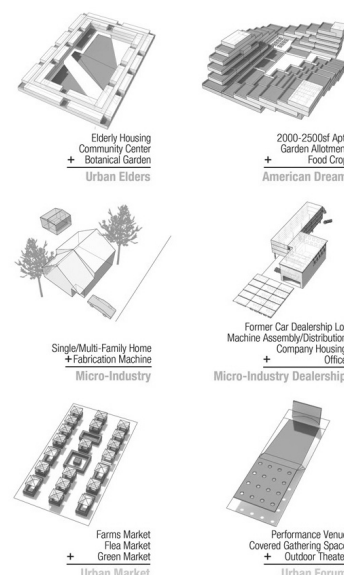 Elderly Housing
Community Center
+ Botanical Garden
Urban Elders
2000-2500sf Apt
Garden Allotmen
+ Food Crop
American Dream
Single/Multi-Family Home
+ Fabrication Machine
Micro-Industry
Former Car Dealership Lo
Machine Assembly/Distribution
Company Housing
+ Office
Micro-Industry Dealership
Farms Market
Flea Market
+ Green Market
Urban Market
Performance Venue
Covered Gathering Space
+ Outdoor Theater
Urban Forum